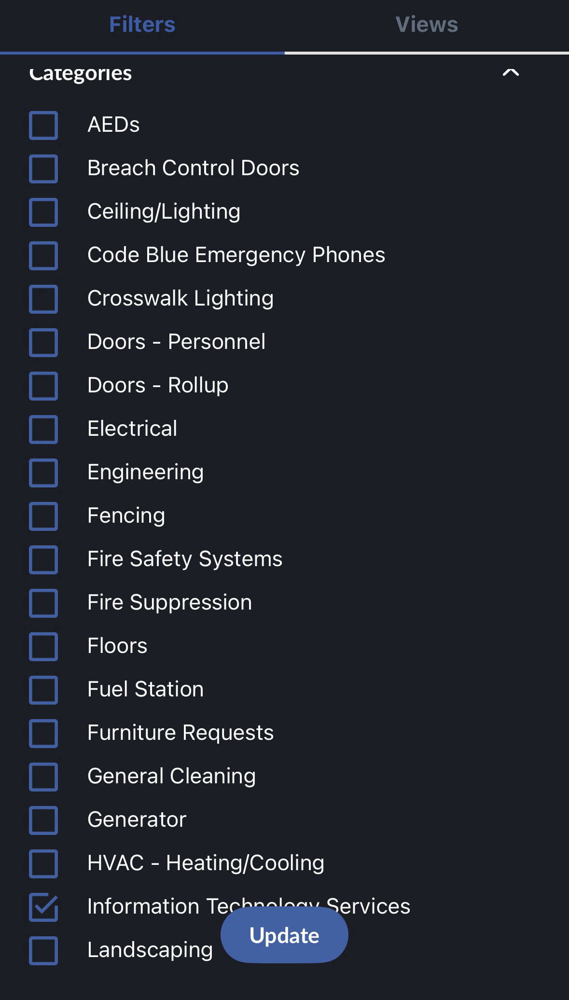 Filters
Views
Categories
AEDs
Breach Control Doors
Ceiling/Lighting
Code Blue Emergency Phones
Crosswalk Lighting
Doors - Personnel
Doors - Rollup
Electrical
Engineering
Fencing
Fire Safety Systems
Fire Suppression
Floors
Fuel Station
Furniture Requests
General Cleaning
Generator
HVAC - Heating/Cooling
Information Technology Services
Update
Landscaping